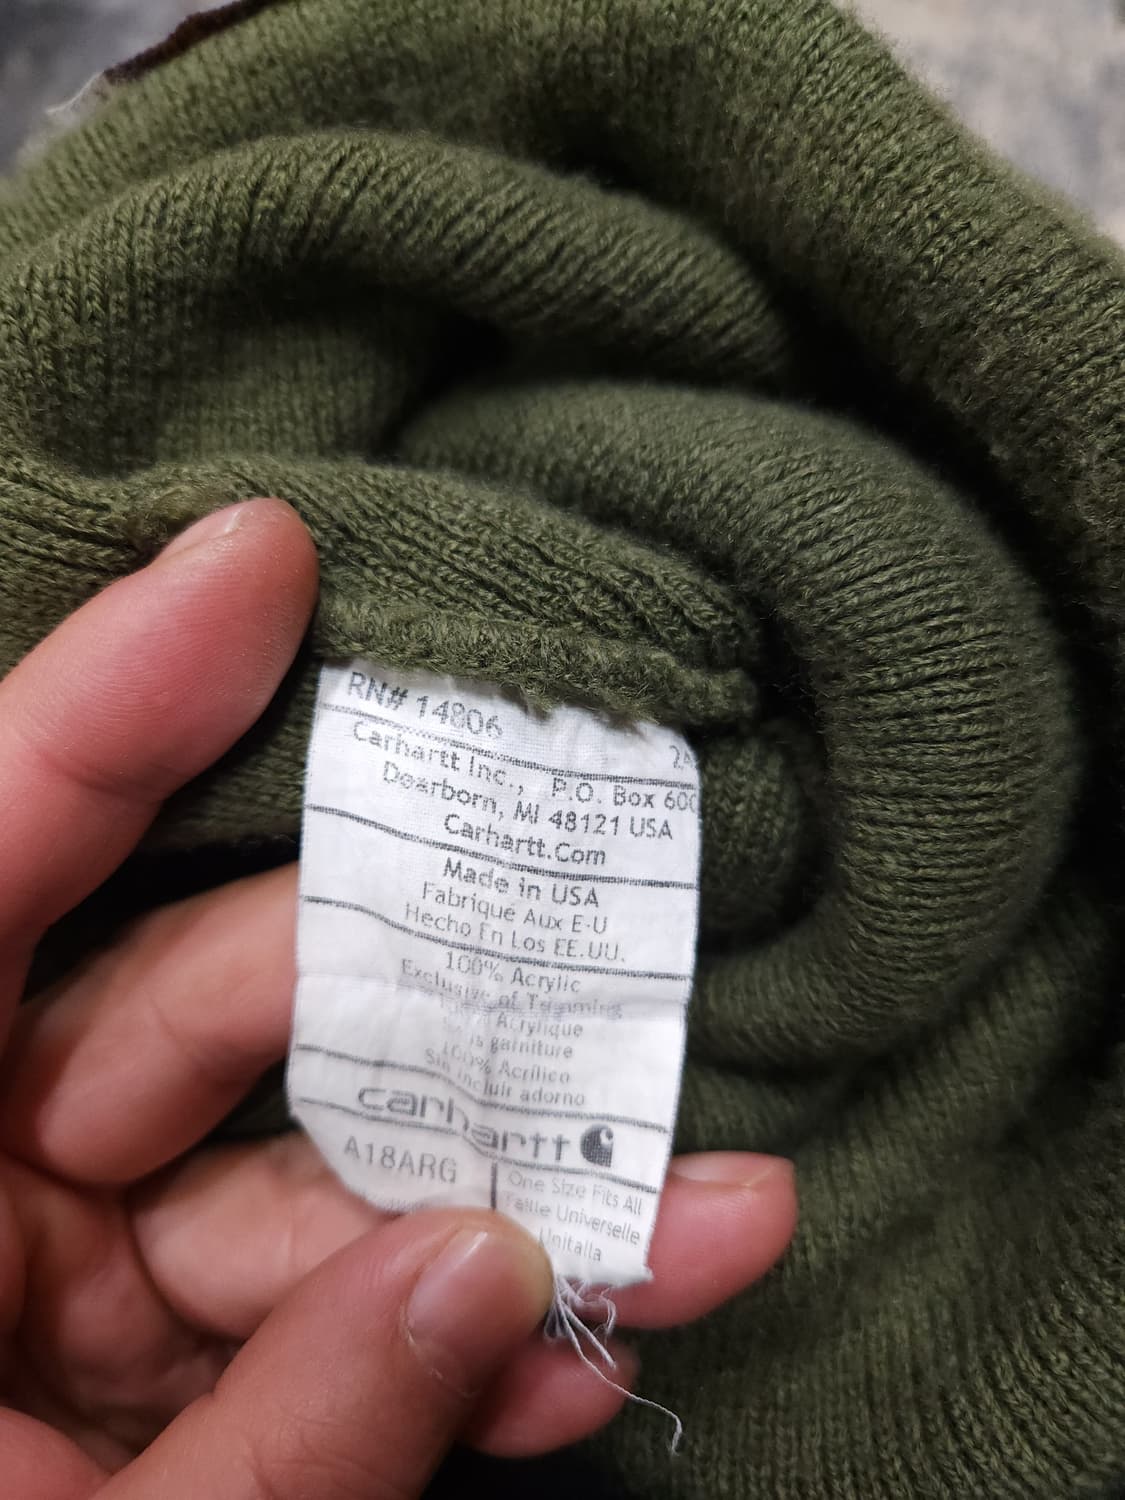 RN# 14806
Carhartt Inc., P.O. Box 600
Dearborn, MI 48121 USA
Carhartt.Com
Made in USA
Fabriqué Aux E-U
Hecho En Los EE.UU.
100% Acrylic
Exclusive of Trimming
Acrylique
garniture
100% Acrilico
Sin incluir adorno
carhartt
A18ARG
One Size Fits All
Taille Universelle
Unitalla